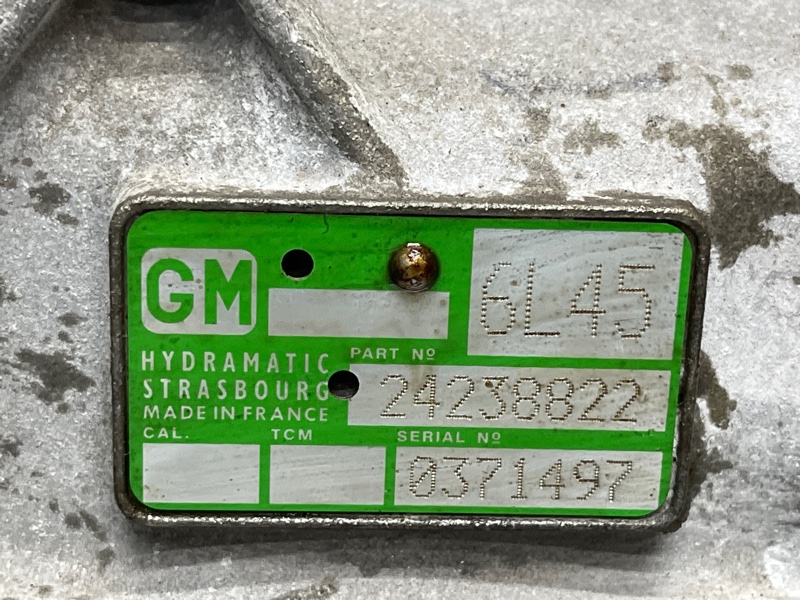 GM
6L45
HYDRAMATIC
STRASBOURG
MADE IN FRANCE
PART Nº
24238822
CAL.
TCM
SERIAL Nº
0371497